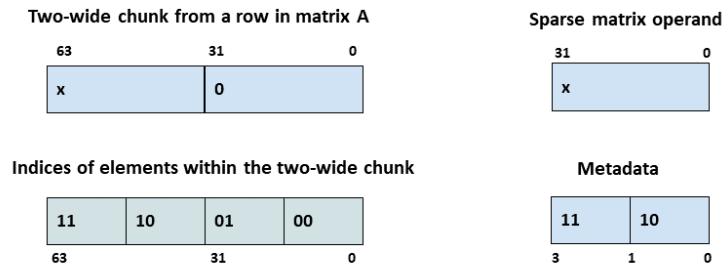 Two-wide chunk from a row in matrix A
63 31 0
x 0
Indices of elements within the two-wide chunk
11 10 01 00
63 31 0
Sparse matrix operand
31 0
x
Metadata
11 10
3 1 0